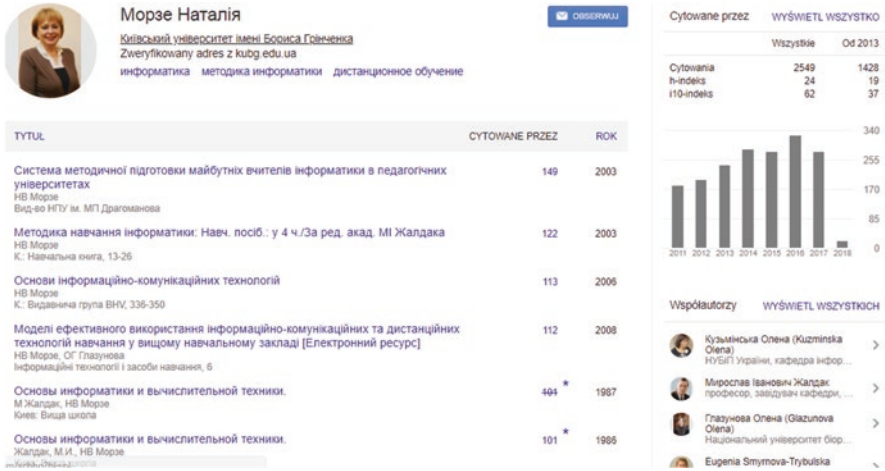 Морзе Наталія
OBSERWUJ
Київський університет імені Бориса Грінченка
Zweryfikowany adres z kubg.edu.ua
информатика методика информатики дистанционное обучение
TYTUŁ CYTOWANE PRZEZ ROK
Система методичної підготовки майбутніх вчителів інформатики в педагогічних 149 2003
університетах
НВ Морзе
Вид-во НПУ ім. МП Драгоманова
Методика навчання інформатики: Навч. посіб.: у 4 ч./За ред. акад. МІ Жалдака 122 2003
НВ Морзе
К.: Навчальна книга, 13-26
Основи інформаційно-комунікаційних технологій 113 2006
НВ Морзе
К.: Видавнича група BHV, 336-350
Моделі ефективного використання інформаційно-комунікаційних та дистанційних 112 2008
технологій навчання у вищому навчальному закладі [Електронний ресурс]
НВ Морзе, ОГ Глазунова
Інформаційні технології і засоби навчання, 6
Основы информатики и вычислительной техники. 101 * 1987
М Жалдак, НВ Морзе
Киев: Вища школа
Основы информатики и вычислительной техники. 101 * 1986
Жалдак, М.И., НВ Морзе
Cytowane przez WYŚWIETL WSZYSTKO
Wszystkie Od 2013
Cytowania 2549 1428
h-indeks 24 19
i10-indeks 62 37
340
255
170
85
0
2011 2012 2013 2014 2015 2016 2017 2018
Współautorzy WYŚWIETL WSZYSTKICH
Кузьмінська Олена (Kuzminska
Olena)
НУБіП України, кафедра інфор...
Мирослав Іванович Жалдак
професор, завідувач кафедри, ...
Глазунова Олена (Glazunova
Olena)
Національний університет біор...
Eugenia Smyrnova-Trybulska